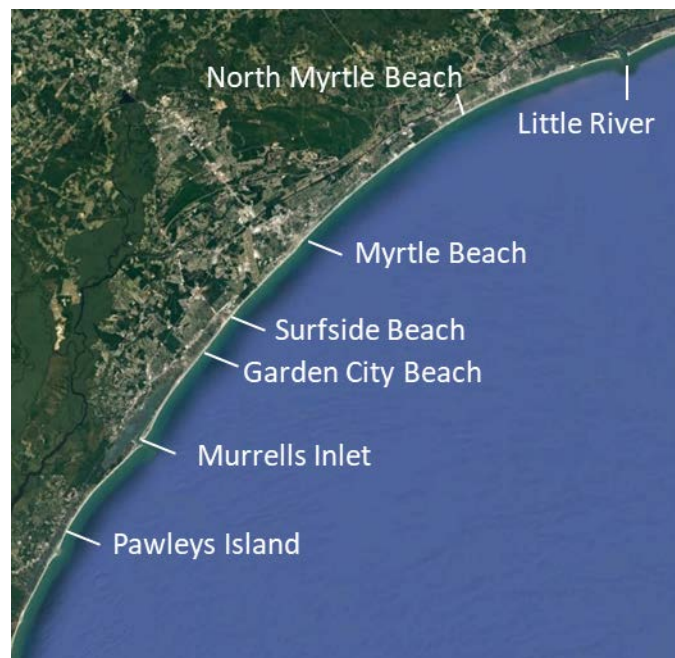 North Myrtle Beach
Little River
Myrtle Beach
Surfside Beach
Garden City Beach
Murrells Inlet
Pawleys Island